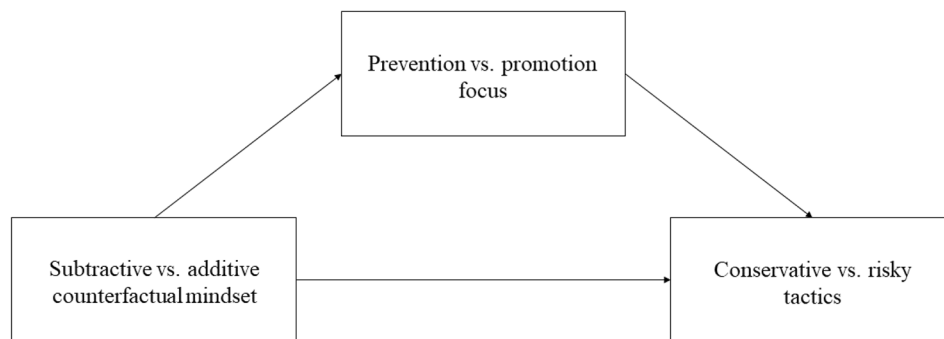 Prevention vs. promotion
focus
Subtractive vs. additive
counterfactual mindset
Conservative vs. risky
tactics